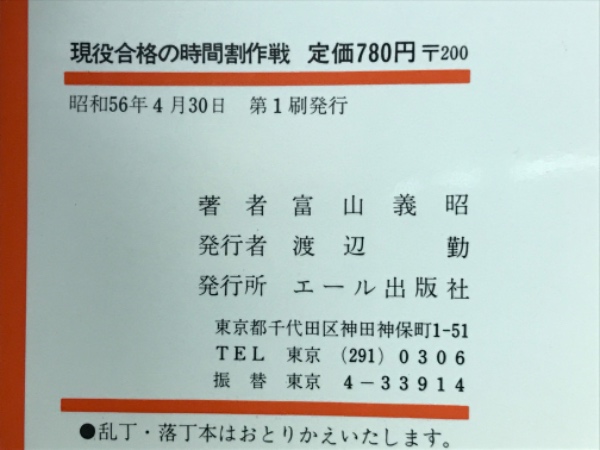 現役合格の時間割作戦 定価780円 〒200
昭和56年4月30日 第1刷発行
著者 富山義昭
発行者 渡辺勤
発行所 エール出版社
東京都千代田区神田神保町1-51
TEL 東京 (291) 0306
振替 東京 4-33914
●乱丁・落丁本はおとりかえいたします。